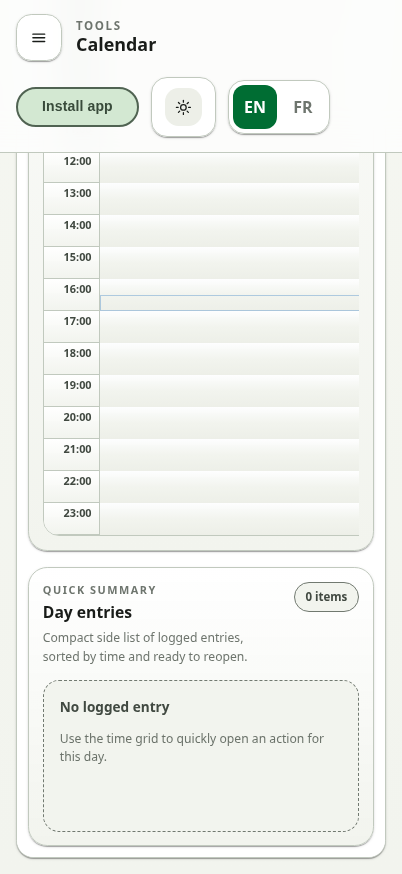 TOOLS
Calendar
Install app
EN FR
12:00
13:00
14:00
15:00
16:00
17:00
18:00
19:00
20:00
21:00
22:00
23:00
QUICK SUMMARY
Day entries
0 items
Compact side list of logged entries,
sorted by time and ready to reopen.
No logged entry
Use the time grid to quickly open an action for
this day.